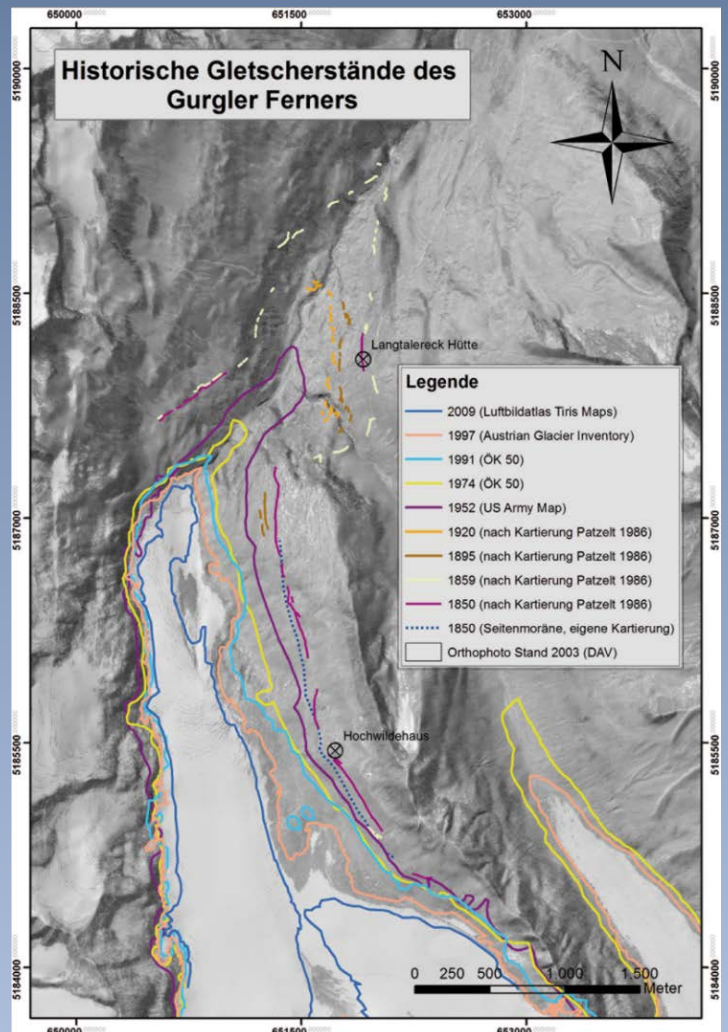 650000 651500 653000
5190000
Historische Gletscherstände des
Gurgler Ferners
N
5188500
Langtalereck Hütte
Legende
2009 (Luftbildatlas Tiris Maps)
1997 (Austrian Glacier Inventory)
1991 (ÖK 50)
1974 (ÖK 50)
1952 (US Army Map)
1920 (nach Kartierung Patzelt 1986)
1895 (nach Kartierung Patzelt 1986)
1859 (nach Kartierung Patzelt 1986)
1850 (nach Kartierung Patzelt 1986)
1850 (Seitenmoräne, eigene Kartierung)
Orthophoto Stand 2003 (DAV)
5187000
Hochwildehaus
5185500
0 250 500 1.000 1.500
Meter
5184000
650000 651500 653000